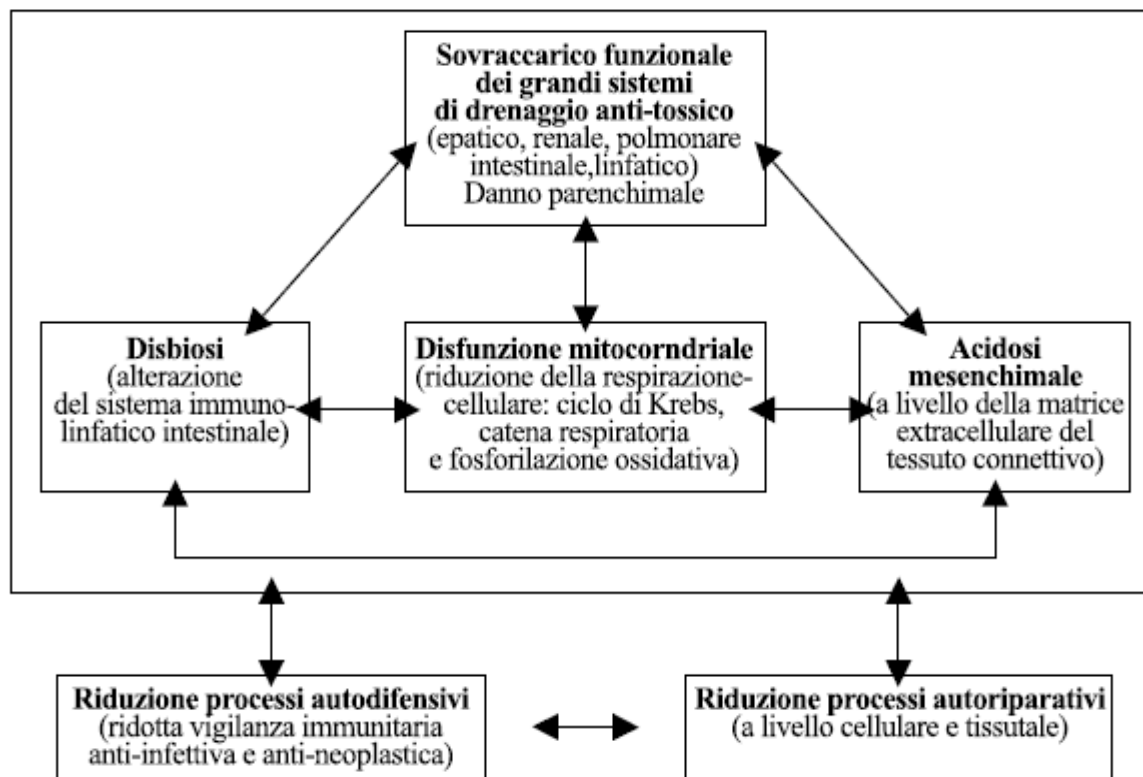 Sovraccarico funzionale
dei grandi sistemi
di drenaggio anti-tossico
(epatico, renale, polmonare
intestinale,linfatico)
Danno parenchimale
Disbiosi
(alterazione
del sistema immuno-
linfatico intestinale)
Disfunzione mitocorndriale
(riduzione della respirazione-
cellulare: ciclo di Krebs,
catena respiratoria
e fosforilazione ossidativa)
Acidosi
mesenchimale
(a livello della matrice
extracellulare del
tessuto connettivo)
Riduzione processi autodifensivi
(ridotta vigilanza immunitaria
anti-infettiva e anti-neoplastica)
Riduzione processi autoriparativi
(a livello cellulare e tissutale)